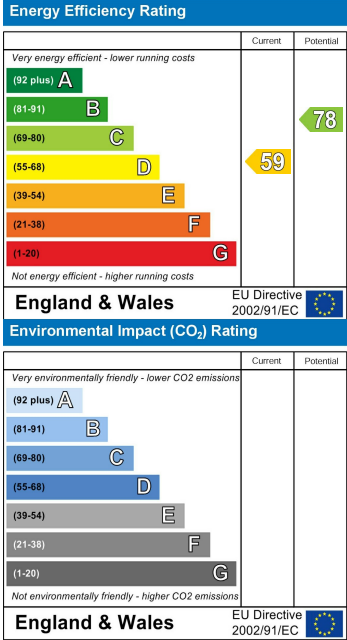 Energy Efficiency Rating
Current Potential
Very energy efficient - lower running costs
(92 plus) A
(81-91) B
(69-80) C
(55-68) D
(39-54) E
(21-38) F
(1-20) G
78
59
Not energy efficient - higher running costs
England & Wales
EU Directive
2002/91/EC
Environmental Impact (CO₂) Rating
Current Potential
Very environmentally friendly - lower CO2 emissions
(92 plus) A
(81-91) B
(69-80) C
(55-68) D
(39-54) E
(21-38) F
(1-20) G
Not environmentally friendly - higher CO2 emissions
England & Wales
EU Directive
2002/91/EC